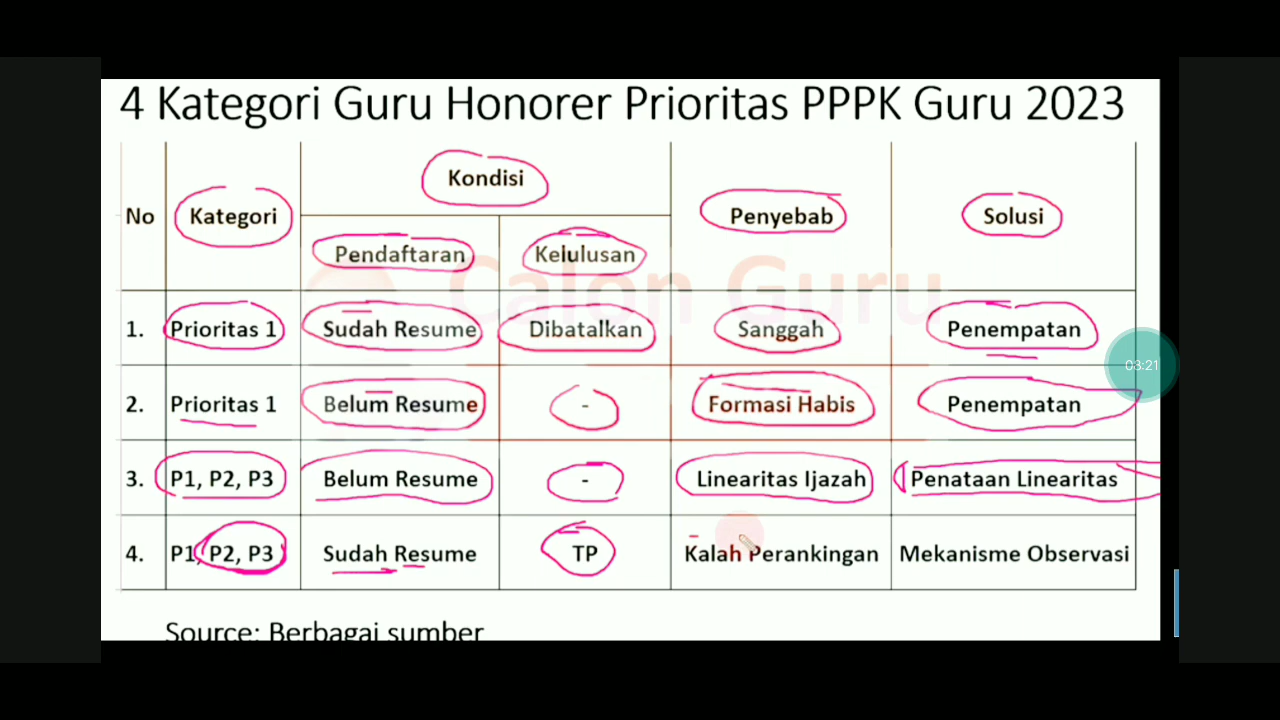 4 Kategori Guru Honorer Prioritas PPPK Guru 2023
No Kategori Kondisi Penyebab Solusi
Pendaftaran Kelulusan
Calon Guru
1. Prioritas 1 Sudah Resume Dibatalkan Sanggah Penempatan
03:21
2. Prioritas 1 Belum Resume - Formasi Habis Penempatan
3. P1, P2, P3 Belum Resume - Linearitas Ijazah Penataan Linearitas
4. P1, P2, P3 Sudah Resume TP Kalah Perankingan Mekanisme Observasi
Source: Berbagai sumber